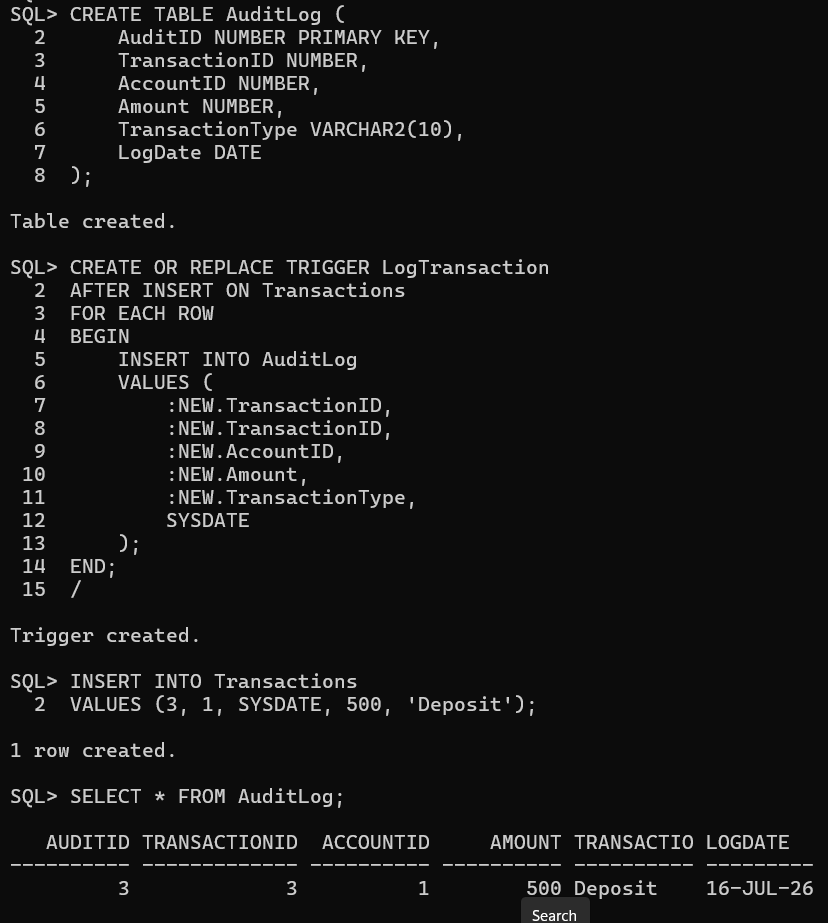 SQL> CREATE TABLE AuditLog (
  2      AuditID NUMBER PRIMARY KEY,
  3      TransactionID NUMBER,
  4      AccountID NUMBER,
  5      Amount NUMBER,
  6      TransactionType VARCHAR2(10),
  7      LogDate DATE
  8  );
Table created.
SQL> CREATE OR REPLACE TRIGGER LogTransaction
  2  AFTER INSERT ON Transactions
  3  FOR EACH ROW
  4  BEGIN
  5      INSERT INTO AuditLog
  6      VALUES (
  7          :NEW.TransactionID,
  8          :NEW.TransactionID,
  9          :NEW.AccountID,
 10          :NEW.Amount,
 11          :NEW.TransactionType,
 12          SYSDATE
 13      );
 14  END;
 15  /
Trigger created.
SQL> INSERT INTO Transactions
  2  VALUES (3, 1, SYSDATE, 500, 'Deposit');
1 row created.
SQL> SELECT * FROM AuditLog;
   AUDITID TRANSACTIONID  ACCOUNTID     AMOUNT TRANSACTIO LOGDATE
---------- ------------- ---------- ---------- ---------- ---------
         3             3          1        500 Deposit    16-JUL-26
Search